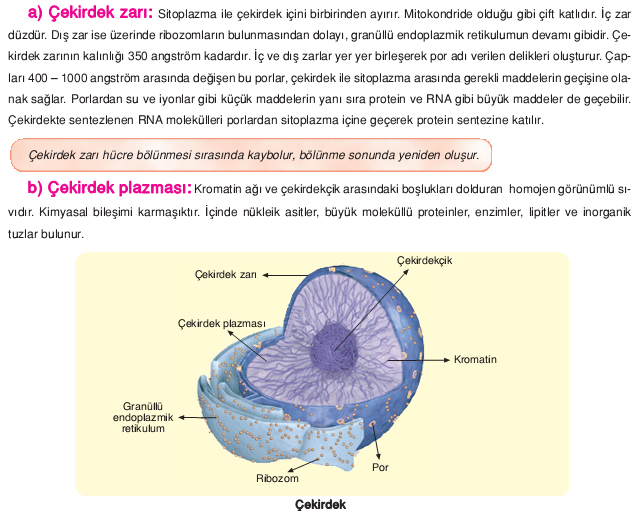 a) Çekirdek zarı: Sitoplazma ile çekirdek içini birbirinden ayırır. Mitokondride olduğu gibi çift katlıdır. İç zar
düzdür. Dış zar ise üzerinde ribozomların bulunmasından dolayı, granüllü endoplazmik retikulumun devamı gibidir. Çe-
kirdek zarının kalınlığı 350 angström kadardır. İç ve dış zarlar yer yer birleşerek por adı verilen delikleri oluşturur. Çap-
ları 400 – 1000 angström arasında değişen bu porlar, çekirdek ile sitoplazma arasında gerekli maddelerin geçişine ola-
nak sağlar. Porlardan su ve iyonlar gibi küçük maddelerin yanı sıra protein ve RNA gibi büyük maddeler de geçebilir.
Çekirdekte sentezlenen RNA molekülleri porlardan sitoplazma içine geçerek protein sentezine katılır.
Çekirdek zarı hücre bölünmesi sırasında kaybolur, bölünme sonunda yeniden oluşur.
b) Çekirdek plazması: Kromatin ağı ve çekirdekçik arasındaki boşlukları dolduran homojen görünümlü sı-
vıdır. Kimyasal bileşimi karmaşıktır. İçinde nükleik asitler, büyük moleküllü proteinler, enzimler, lipitler ve inorganik
tuzlar bulunur.
Çekirdekçik
Çekirdek zarı
Çekirdek plazması
Kromatin
Granüllü
endoplazmik
retikulum
Por
Ribozom
Çekirdek